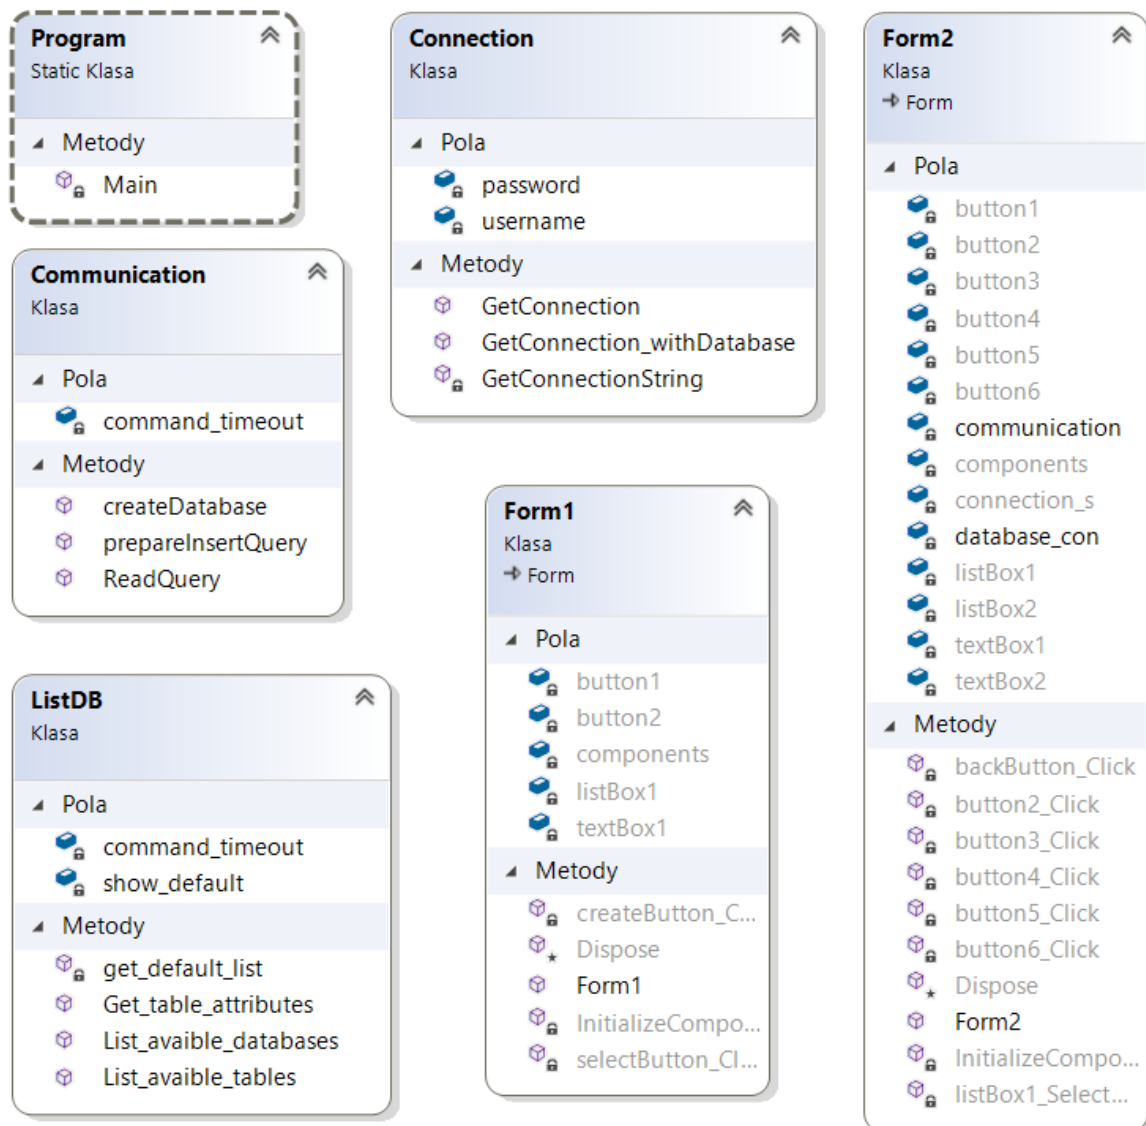 Program
Static Klasa
Metody
Main
Communication
Klasa
Pola
command_timeout
Metody
createDatabase
prepareInsertQuery
ReadQuery
ListDB
Klasa
Pola
command_timeout
show_default
Metody
get_default_list
Get_table_attributes
List_avaible_databases
List_avaible_tables
Connection
Klasa
Pola
password
username
Metody
GetConnection
GetConnection_withDatabase
GetConnectionString
Form1
Klasa
Form
Pola
button1
button2
components
listBox1
textBox1
Metody
createButton_C...
Dispose
Form1
InitializeCompo...
selectButton_Cl...
Form2
Klasa
Form
Pola
button1
button2
button3
button4
button5
button6
communication
components
connection_s
database_con
listBox1
listBox2
textBox1
textBox2
Metody
backButton_Click
button2_Click
button3_Click
button4_Click
button5_Click
button6_Click
Dispose
Form2
InitializeCompo...
listBox1_Select...